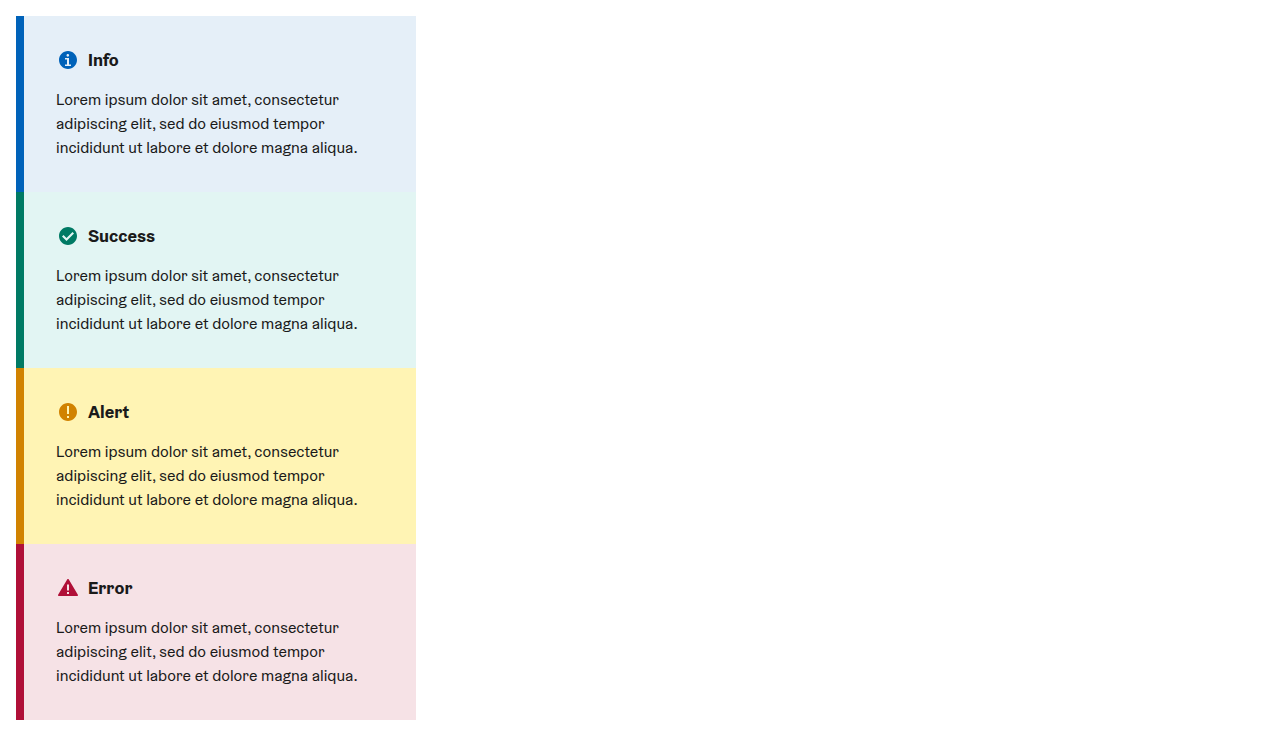 Info
Lorem ipsum dolor sit amet, consectetur
adipiscing elit, sed do eiusmod tempor
incididunt ut labore et dolore magna aliqua.
Success
Lorem ipsum dolor sit amet, consectetur
adipiscing elit, sed do eiusmod tempor
incididunt ut labore et dolore magna aliqua.
Alert
Lorem ipsum dolor sit amet, consectetur
adipiscing elit, sed do eiusmod tempor
incididunt ut labore et dolore magna aliqua.
Error
Lorem ipsum dolor sit amet, consectetur
adipiscing elit, sed do eiusmod tempor
incididunt ut labore et dolore magna aliqua.